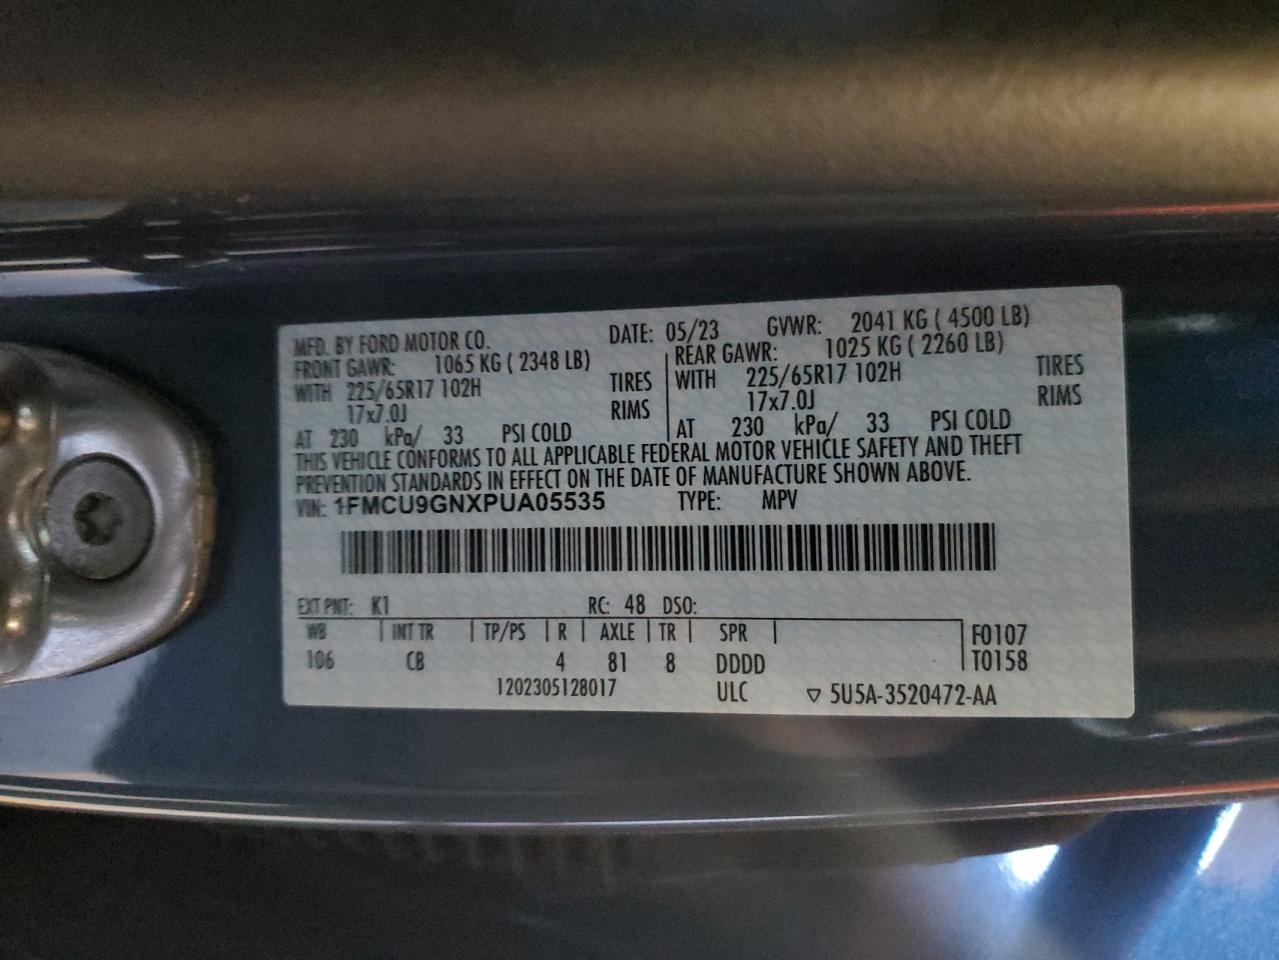 MFD. BY FORD MOTOR CO. DATE: 05/23 GVWR: 2041 KG ( 4500 LB)
FRONT GAWR: 1065 KG ( 2348 LB) REAR GAWR: 1025 KG ( 2260 LB)
WITH 225/65R17 102H TIRES WITH 225/65R17 102H TIRES
17x7.0J RIMS 17x7.0J RIMS
AT 230 kPa/ 33 PSI COLD AT 230 kPa/ 33 PSI COLD
THIS VEHICLE CONFORMS TO ALL APPLICABLE FEDERAL MOTOR VEHICLE SAFETY AND THEFT
PREVENTION STANDARDS IN EFFECT ON THE DATE OF MANUFACTURE SHOWN ABOVE.
VIN: 1FMCU9GNXPUA05535 TYPE: MPV
EXT PNT: K1 RC: 48 DSO:
WB INT TR TP/PS R AXLE TR SPR F0107
106 CB 4 81 8 DDDD T0158
1202305128017 ULC ▽ 5U5A-3520472-AA